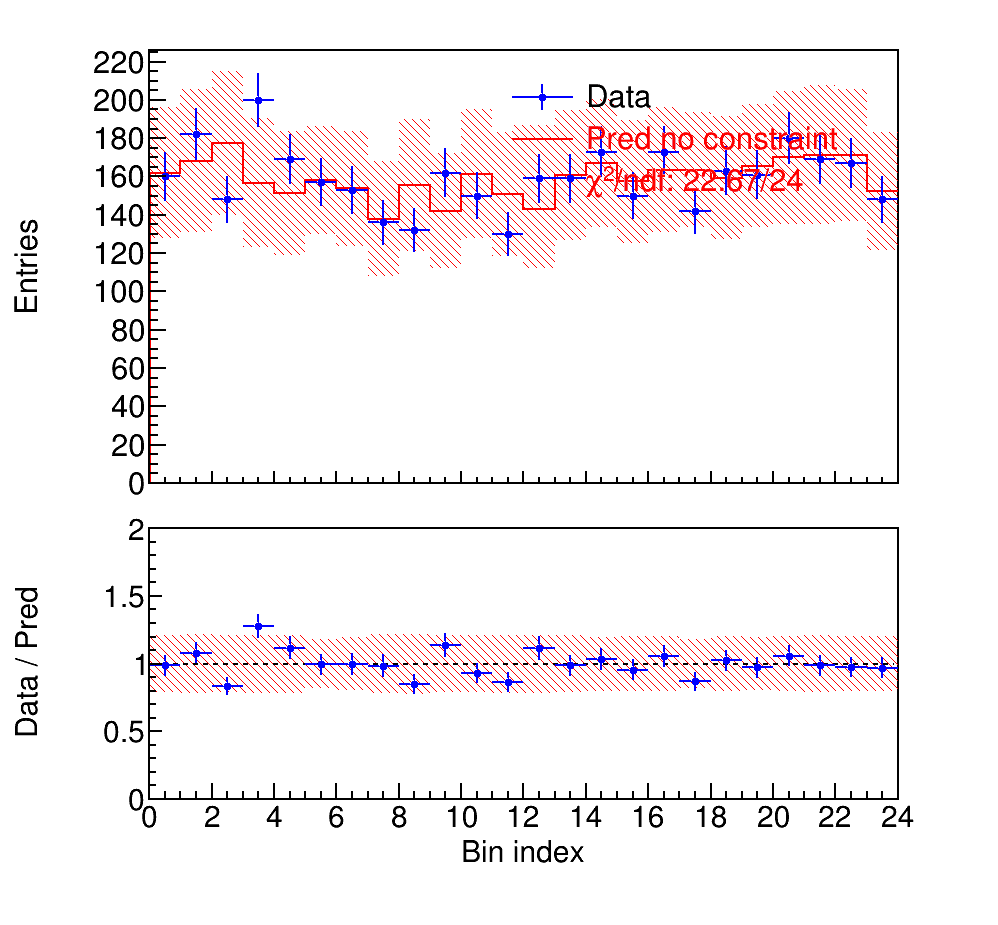 220
200
180
160
140
120
100
80
60
40
20
0
Entries
Data
Pred no constraint
χ²/ndf: 22.67/24
2
1.5
1
0.5
0
Data / Pred
0 2 4 6 8 10 12 14 16 18 20 22 24
Bin index